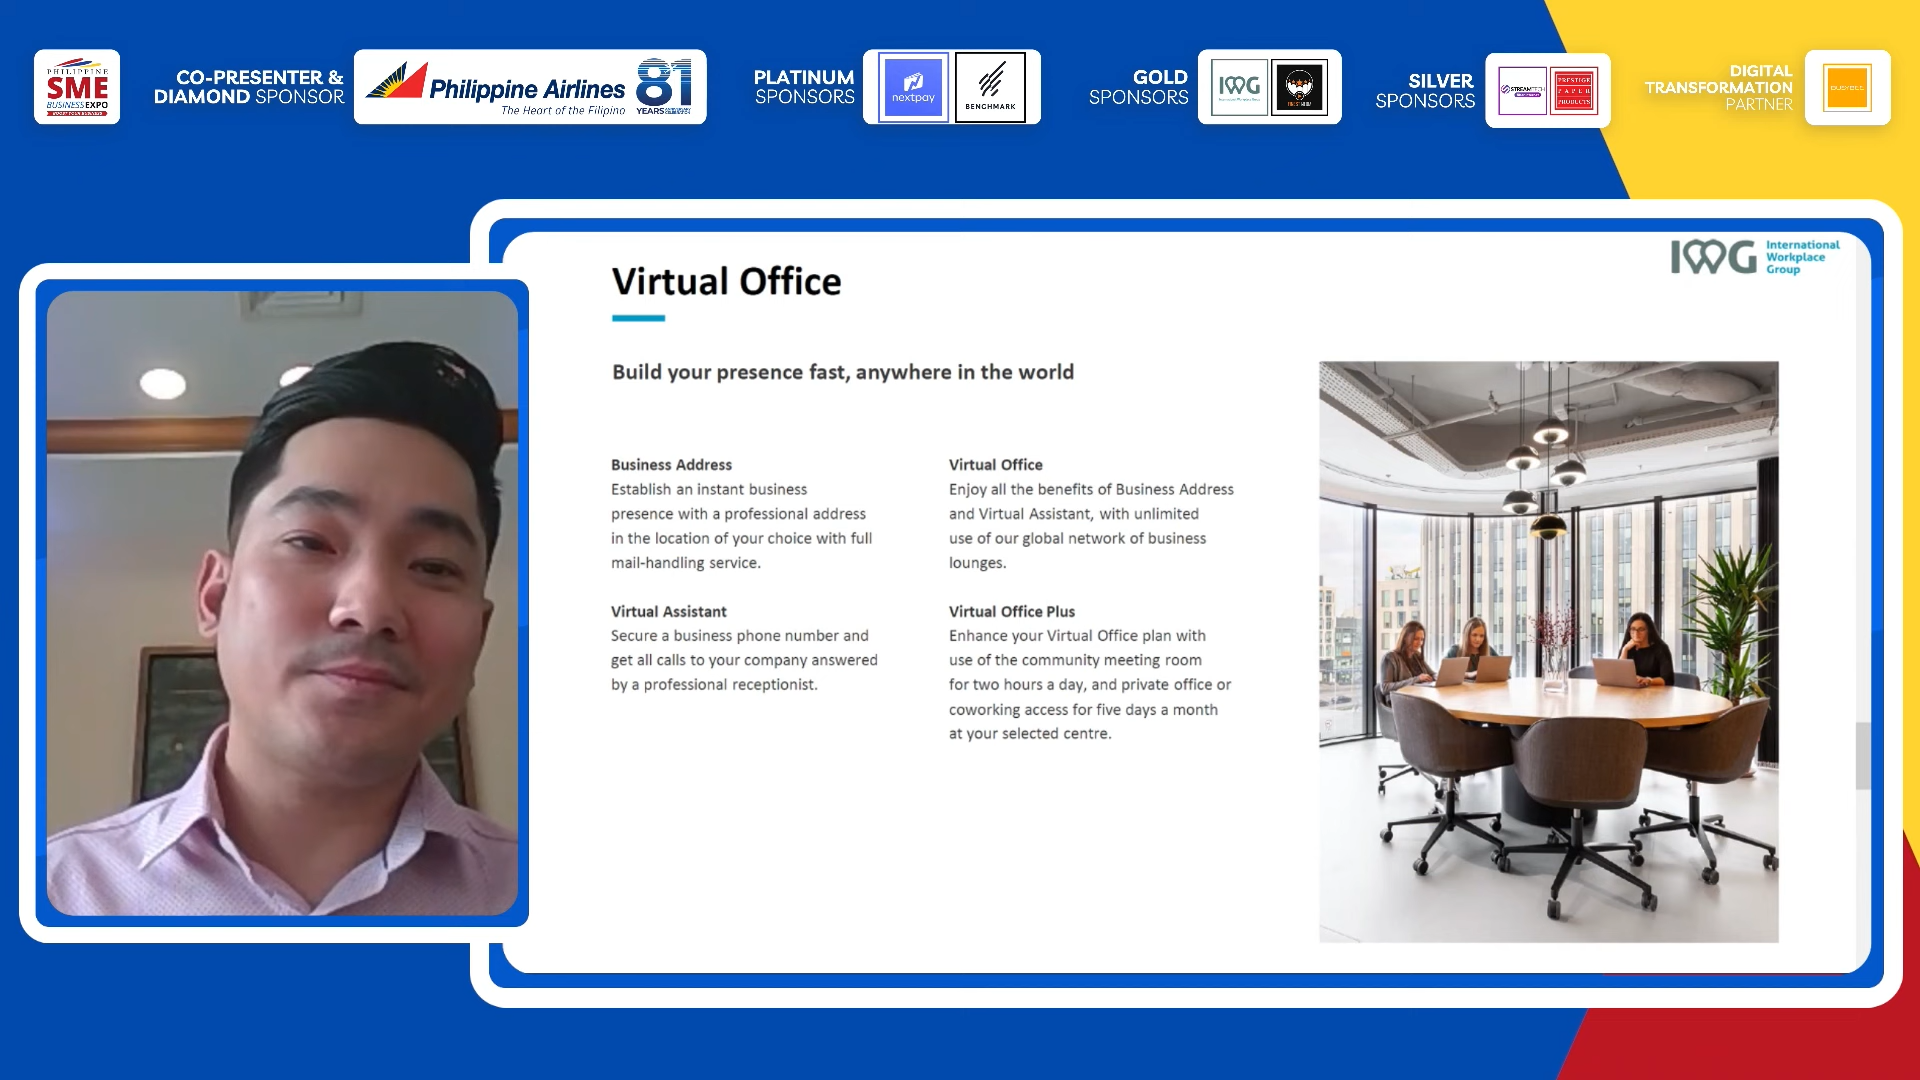 PHILIPPINE
SME
BUSINESS EXPO
BOOST YOUR BUSINESS
CO-PRESENTER &
DIAMOND SPONSOR
Philippine Airlines
The Heart of the Filipino
81
YEARS
PLATINUM
SPONSORS
nextpay
BENCHMARK
GOLD
SPONSORS
IWG
SILVER
SPONSORS
STREAMTECH
PRESTIGE
PAPER
PRODUCTS
DIGITAL
TRANSFORMATION
PARTNER
IWG
International
Workplace
Group
Virtual Office
Build your presence fast, anywhere in the world
Business Address
Establish an instant business
presence with a professional address
in the location of your choice with full
mail-handling service.
Virtual Assistant
Secure a business phone number and
get all calls to your company answered
by a professional receptionist.
Virtual Office
Enjoy all the benefits of Business Address
and Virtual Assistant, with unlimited
use of our global network of business
lounges.
Virtual Office Plus
Enhance your Virtual Office plan with
use of the community meeting room
for two hours a day, and private office or
coworking access for five days a month
at your selected centre.